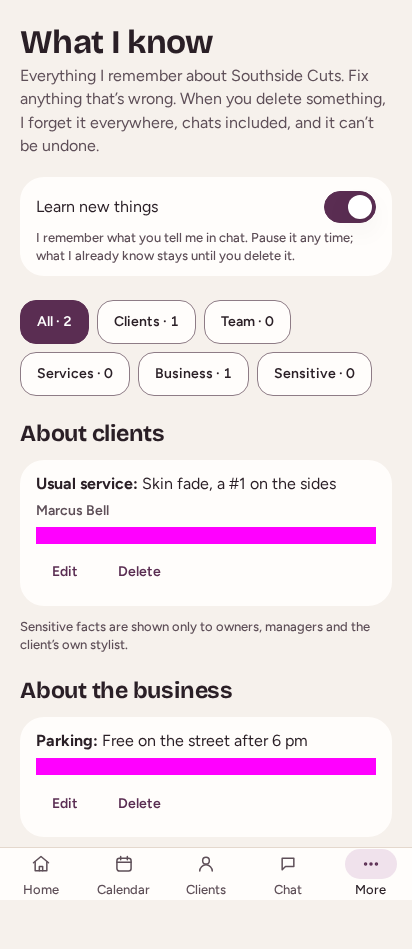 What I know
Everything I remember about Southside Cuts. Fix
anything that’s wrong. When you delete something,
I forget it everywhere, chats included, and it can’t
be undone.
Learn new things
I remember what you tell me in chat. Pause it any time;
what I already know stays until you delete it.
All · 2
Clients · 1
Team · 0
Services · 0
Business · 1
Sensitive · 0
About clients
Usual service: Skin fade, a #1 on the sides
Marcus Bell
Edit
Delete
Sensitive facts are shown only to owners, managers and the
client’s own stylist.
About the business
Parking: Free on the street after 6 pm
Edit
Delete
Home
Calendar
Clients
Chat
More